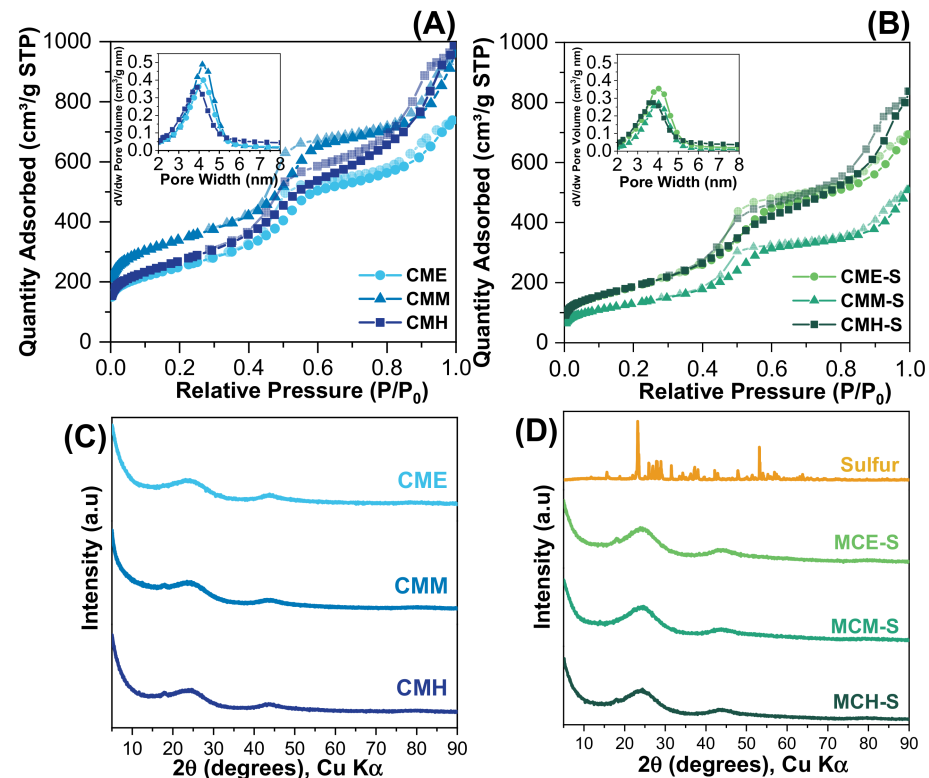 (A)
Quantity Adsorbed (cm³/g STP)
1000
800
600
400
200
0
dV/dw Pore Volume (cm³/g nm)
0.5
0.4
0.3
0.2
0.1
0.0
2 3 4 5 6 7 8
Pore Width (nm)
CME
CMM
CMH
0.0 0.2 0.4 0.6 0.8 1.0
Relative Pressure (P/P₀)
(B)
Quantity Adsorbed (cm³/g STP)
1000
800
600
400
200
0
dV/dw Pore Volume (cm³/g nm)
0.5
0.4
0.3
0.2
0.1
0.0
2 3 4 5 6 7 8
Pore Width (nm)
CME-S
CMM-S
CMH-S
0.0 0.2 0.4 0.6 0.8 1.0
Relative Pressure (P/P₀)
(C)
Intensity (a.u)
CME
CMM
CMH
10 20 30 40 50 60 70 80 90
2θ (degrees), Cu Kα
(D)
Intensity (a.u)
Sulfur
MCE-S
MCM-S
MCH-S
10 20 30 40 50 60 70 80 90
2θ (degrees), Cu Kα